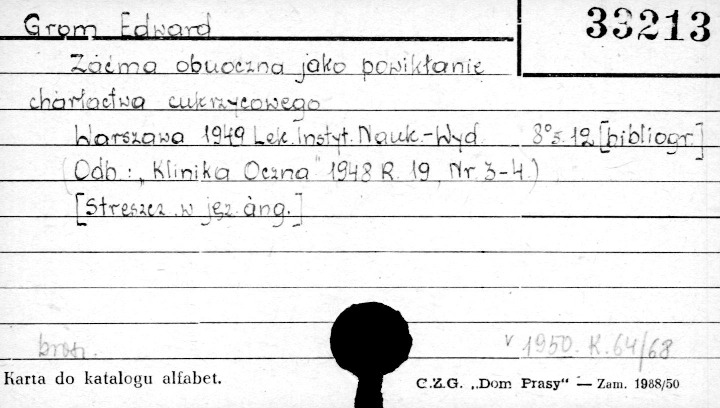 Grom Edward 33213
Zaćma obuoczna jako powikłanie
charłactwa cukrzycowego
Warszawa 1949 Lek. Instyt. Nauk.-Wyd. 8° s. 12 [bibliogr.]
(Odb.: „Klinika Oczna" 1948 R. 19, Nr. 3-4.)
[Streszcz. w jęz. ang.]
brosz. v 1950. K. 64/68
Karta do katalogu alfabet. C.Z.G. „Dom Prasy" — Zam. 1988/50